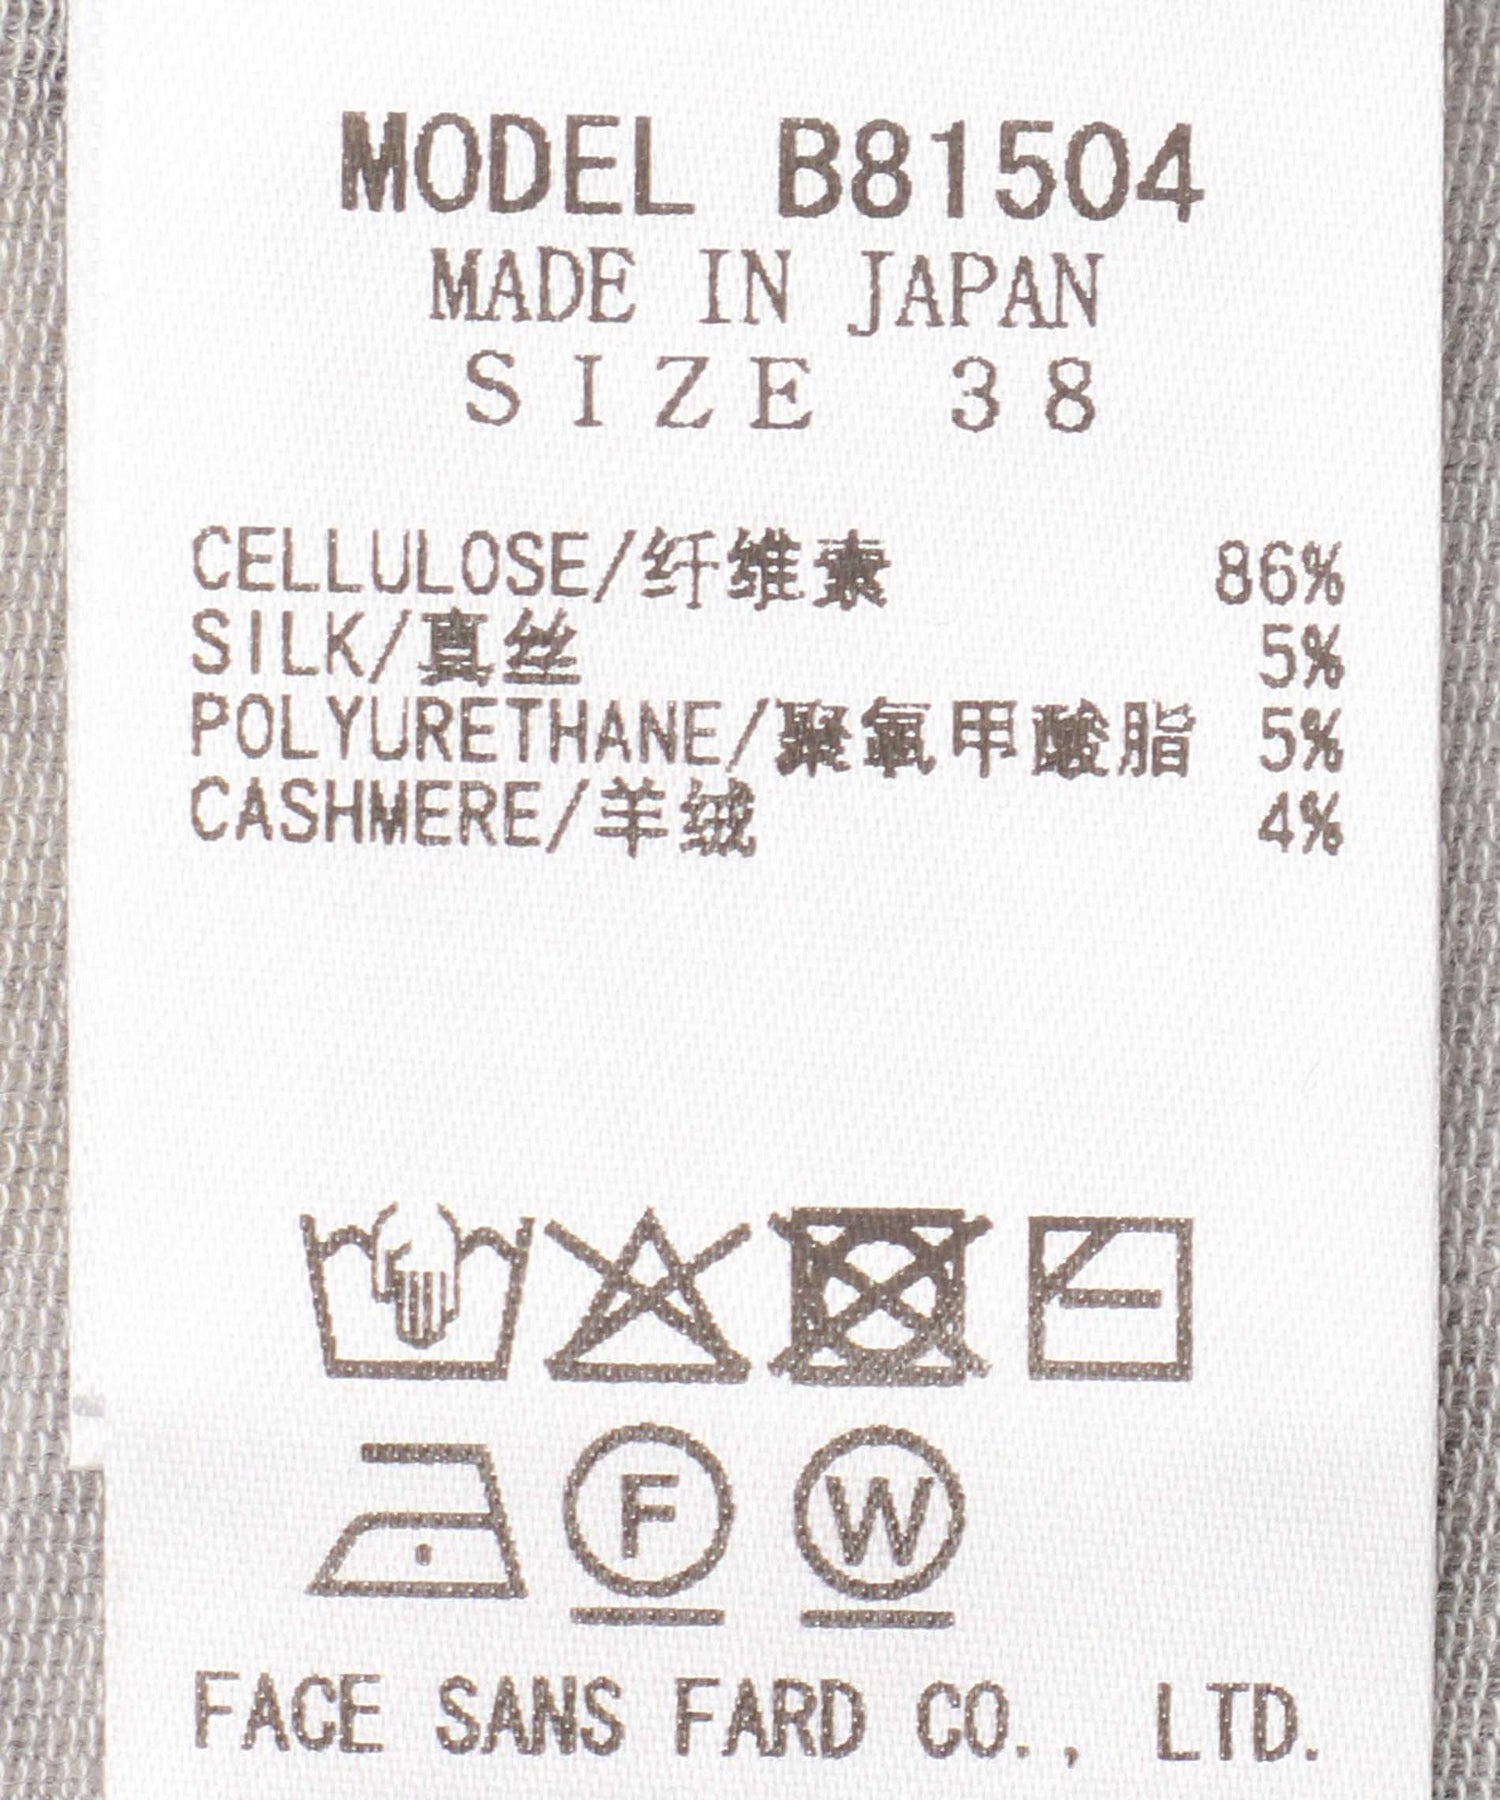 MODEL B81504
MADE IN JAPAN
SIZE 38
CELLULOSE/纤维素 86%
SILK/真丝 5%
POLYURETHANE/聚氨甲酸脂 5%
CASHMERE/羊绒 4%
F W
FACE SANS FARD CO., LTD.